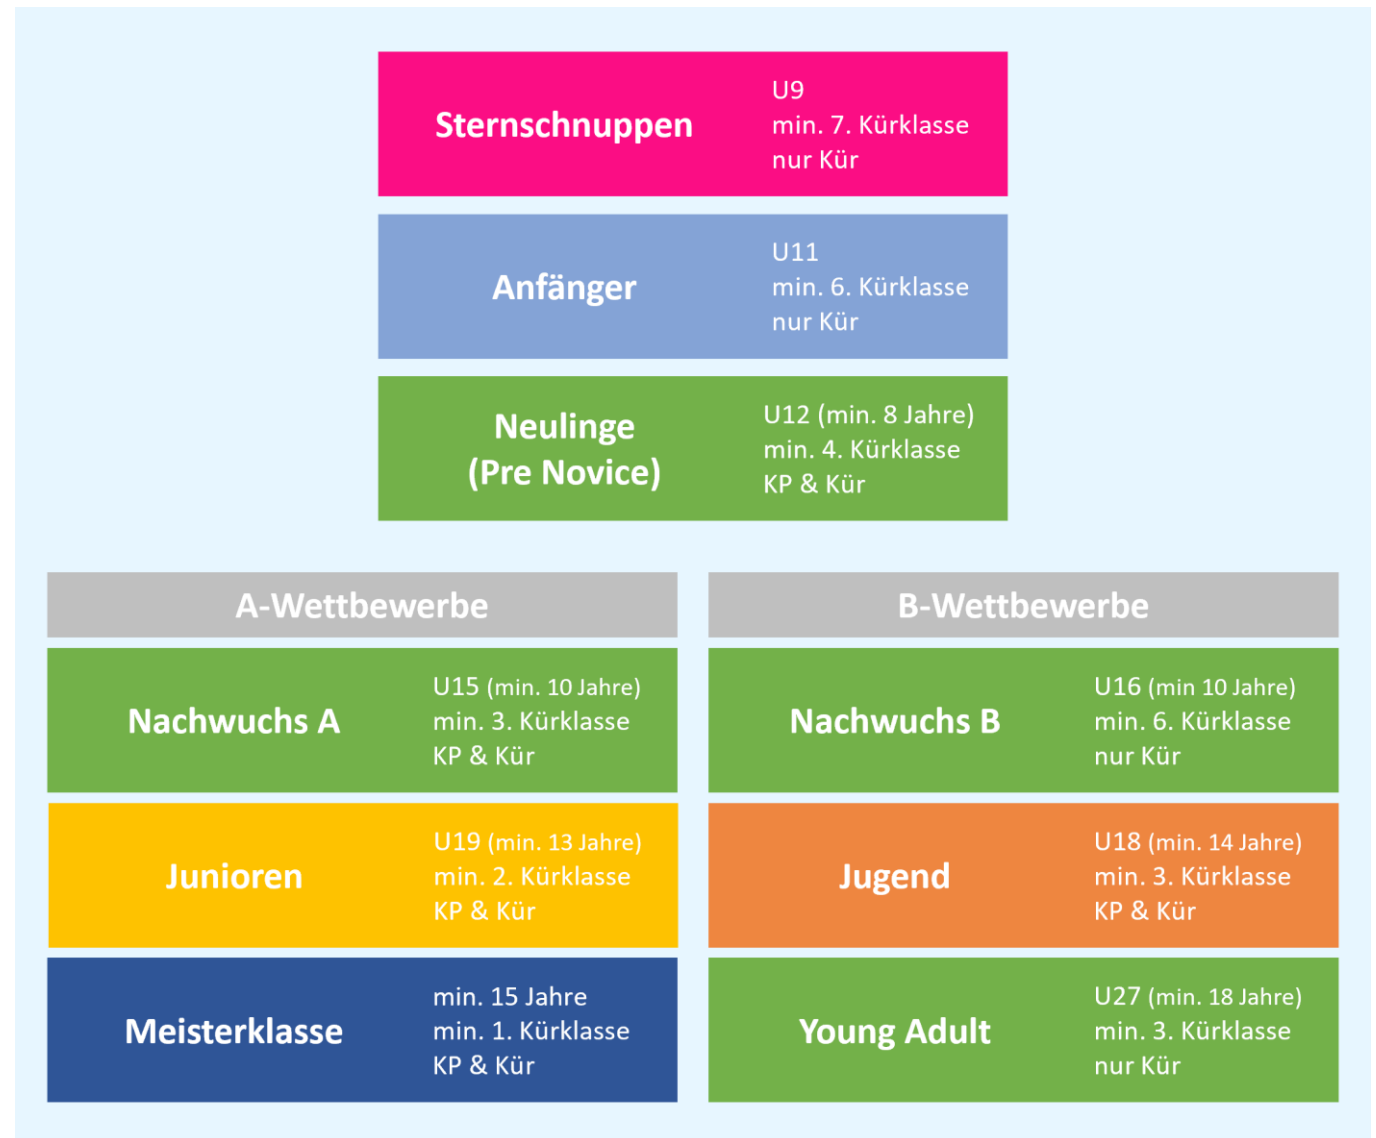 Sternschnuppen
U9
min. 7. Kürklasse
nur Kür
Anfänger
U11
min. 6. Kürklasse
nur Kür
Neulinge
(Pre Novice)
U12 (min. 8 Jahre)
min. 4. Kürklasse
KP & Kür
A-Wettbewerbe
Nachwuchs A
U15 (min. 10 Jahre)
min. 3. Kürklasse
KP & Kür
Junioren
U19 (min. 13 Jahre)
min. 2. Kürklasse
KP & Kür
Meisterklasse
min. 15 Jahre
min. 1. Kürklasse
KP & Kür
B-Wettbewerbe
Nachwuchs B
U16 (min 10 Jahre)
min. 6. Kürklasse
nur Kür
Jugend
U18 (min. 14 Jahre)
min. 3. Kürklasse
KP & Kür
Young Adult
U27 (min. 18 Jahre)
min. 3. Kürklasse
nur Kür